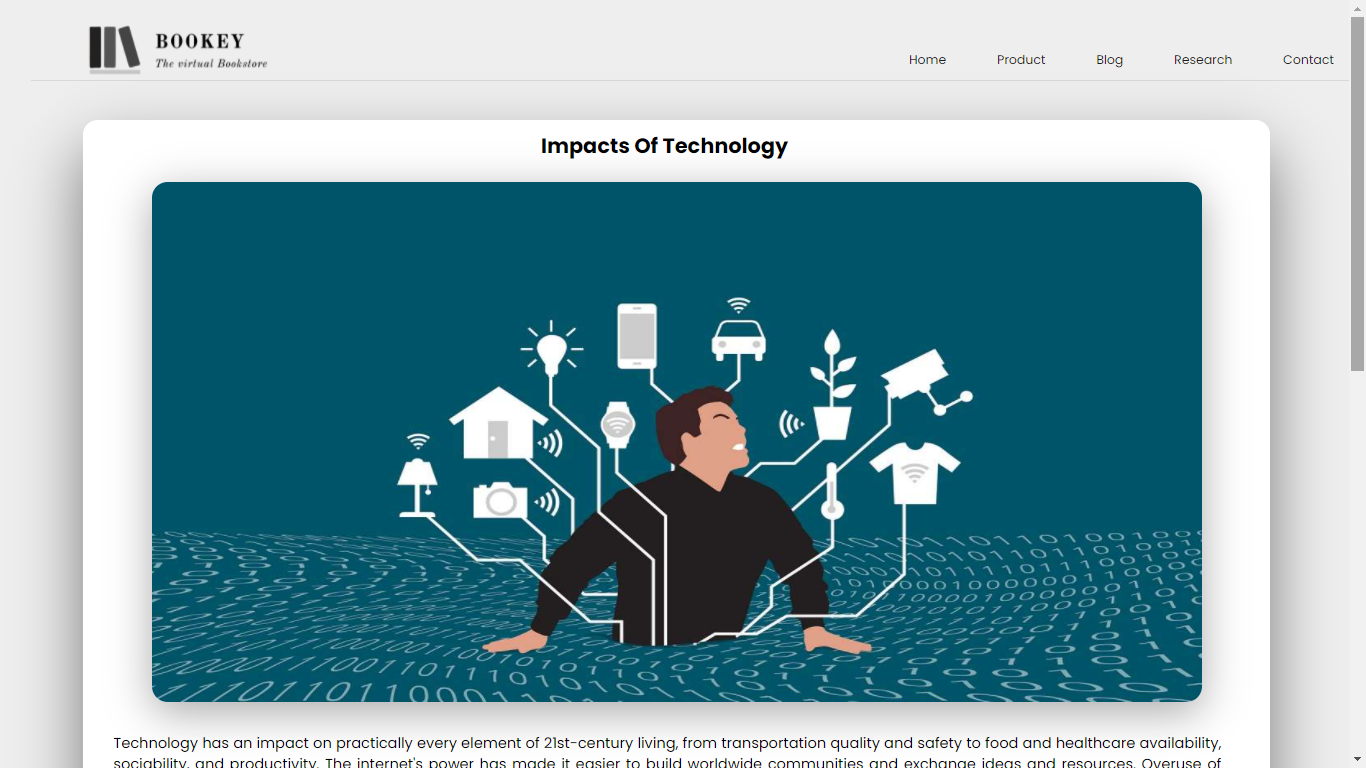 BOOKEY
The virtual Bookstore
Home Product Blog Research Contact
Impacts Of Technology
Technology has an impact on practically every element of 21st-century living, from transportation quality and safety to food and healthcare availability,
sociability, and productivity. The internet's power has made it easier to build worldwide communities and exchange ideas and resources. Overuse of